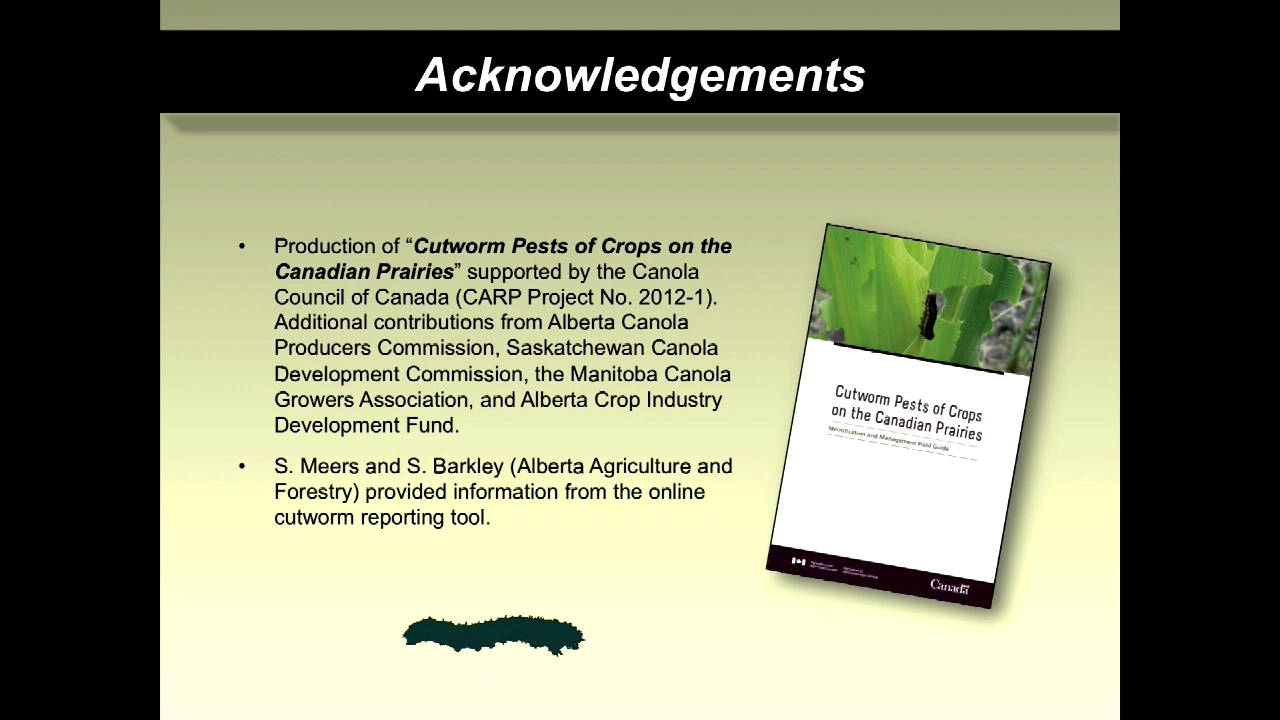 Acknowledgements
• Production of “Cutworm Pests of Crops on the
Canadian Prairies” supported by the Canola
Council of Canada (CARP Project No. 2012-1).
Additional contributions from Alberta Canola
Producers Commission, Saskatchewan Canola
Development Commission, the Manitoba Canola
Growers Association, and Alberta Crop Industry
Development Fund.
• S. Meers and S. Barkley (Alberta Agriculture and
Forestry) provided information from the online
cutworm reporting tool.
Cutworm Pests of Crops
on the Canadian Prairies
Identification and Management Field Guide
Canada